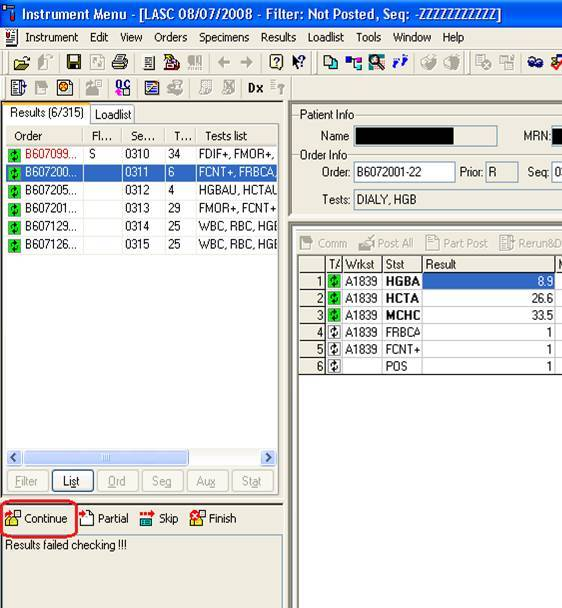 Instrument Menu - [LASC 08/07/2008 - Filter: Not Posted, Seq: -ZZZZZZZZZZZ]
Instrument Edit View Orders Specimens Results Loadlist Tools Window Help
QC Dx
Results (6/315) Loadlist
Order Fl... Se... T... Tests list
B607099... S 0310 34 FDIF+, FMOR+,
B607200... 0311 6 FCNT+, FRBCA,
B607205... 0312 4 HGBAU, HCTAU
B607201... 0313 29 FMOR+, FCNT+
B607129... 0314 25 WBC, RBC, HGE
B607126... 0315 25 WBC, RBC, HGE
Filter List Ord Seg Aux Stat
Continue Partial Skip Finish
Results failed checking !!!
Patient Info
Name MRN:
Order Info
Order: B6072001-22 Prior: R Seq: 0
Tests: DIALY, HGB
Comm Post All Part Post Rerun&D
TA Wrkst Stst Result
1 A1839 HGBA 8.9
2 A1839 HCTA 26.6
3 A1839 MCHC 33.5
4 A1839 FRBCA 1
5 A1839 FCNT+ 1
6 POS 1